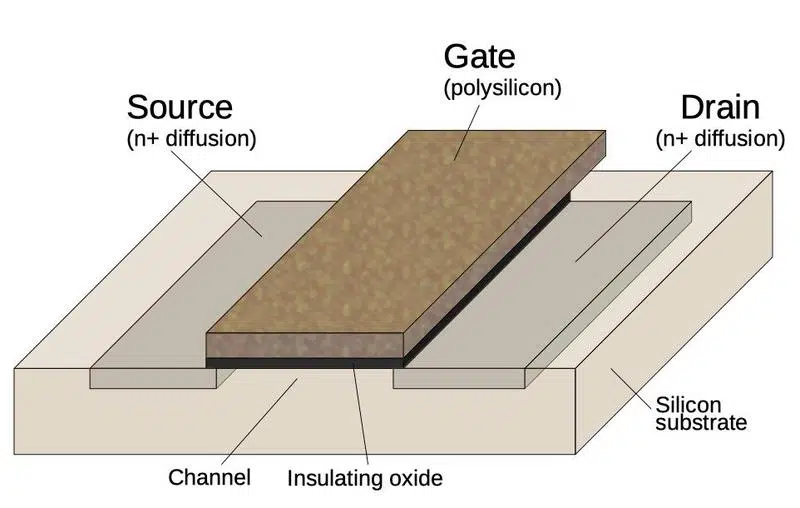 Gate
(polysilicon)
Source
(n+ diffusion)
Drain
(n+ diffusion)
Silicon
substrate
Channel
Insulating oxide